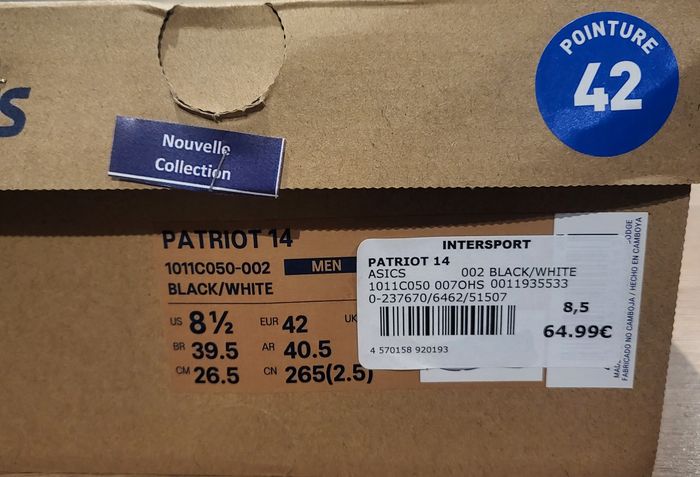 POINTURE
42
S
Nouvelle
Collection
PATRIOT 14
1011C050-002 MEN
BLACK/WHITE
US 8½ EUR 42 UK
BR 39.5 AR 40.5
CM 26.5 CN 265(2.5)
INTERSPORT
PATRIOT 14
ASICS 002 BLACK/WHITE
1011C050 007OHS 0011935533
0-237670/6462/51507
8,5
64.99€
4 570158 920193
FABRICADO NO CAMBOJA / HECHO EN CAMBOYA